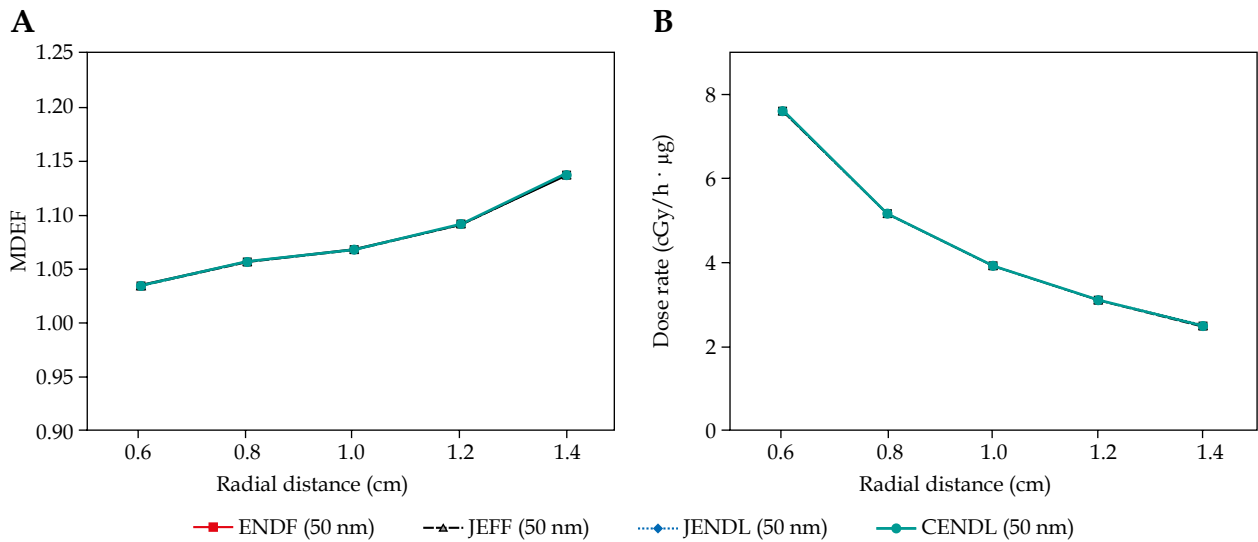 A
MDEF
1.25
1.20
1.15
1.10
1.05
1.00
0.95
0.90
0.6 0.8 1.0 1.2 1.4
Radial distance (cm)
B
Dose rate (cGy/h · μg)
8
6
4
2
0
0.6 0.8 1.0 1.2 1.4
Radial distance (cm)
ENDF (50 nm) JEFF (50 nm) JENDL (50 nm) CENDL (50 nm)